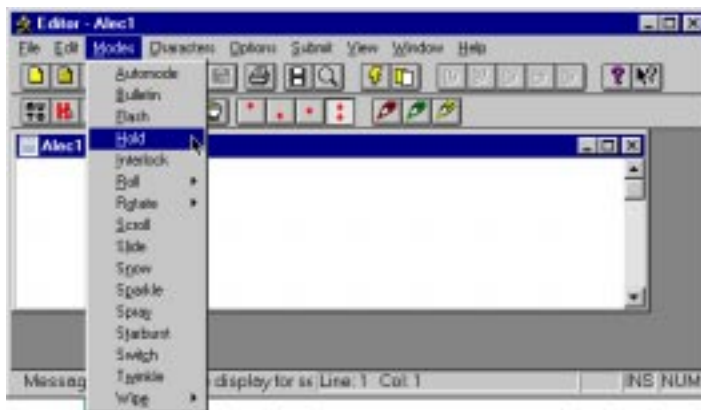 Editor - Alec1
File Edit Modes Characters Options Submit View Window Help
Automode
Bulletin
Flash
Hold
Alec1
Interlock
Roll
Rotate
Scroll
Slide
Snow
Sparkle
Spray
Starburst
Switch
Twinkle
Wipe
Messag display for se Line: 1 Col: 1 INS NUM